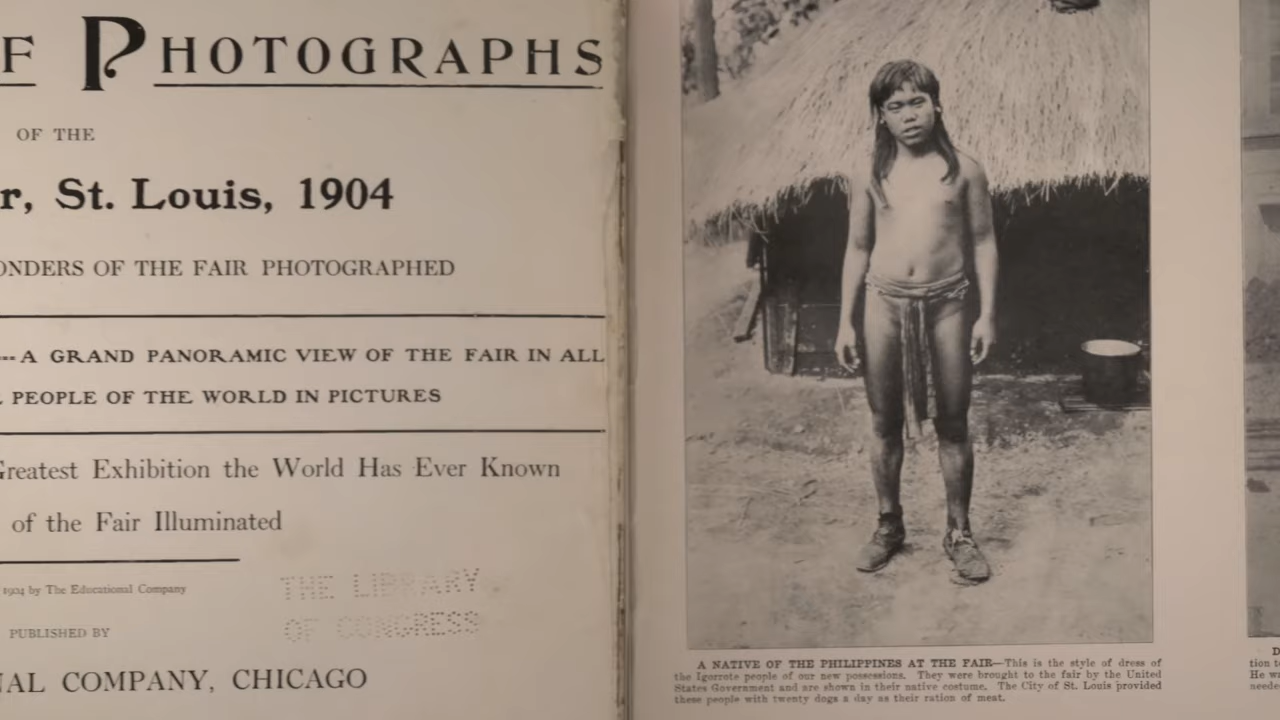 F PHOTOGRAPHS
OF THE
r, St. Louis, 1904
ONDERS OF THE FAIR PHOTOGRAPHED
---A GRAND PANORAMIC VIEW OF THE FAIR IN ALL
PEOPLE OF THE WORLD IN PICTURES
Greatest Exhibition the World Has Ever Known
of the Fair Illuminated
1904 by The Educational Company
THE LIBRARY
OF CONGRESS
PUBLISHED BY
NAL COMPANY, CHICAGO
A NATIVE OF THE PHILIPPINES AT THE FAIR—This is the style of dress of
the Igorrote people of our new possessions. They were brought to the fair by the United
States Government and are shown in their native costume. The City of St. Louis provided
these people with twenty dogs a day as their ration of meat.
D
tion to
He wa
neede